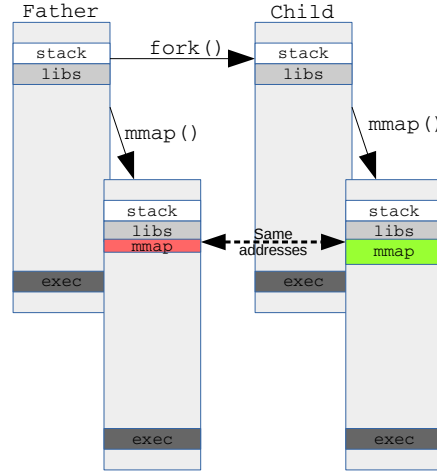 Father
Child
stack
fork()
stack
libs
libs
mmap()
mmap()
stack
stack
libs
libs
mmap
Same
addresses
mmap
exec
exec
exec
exec